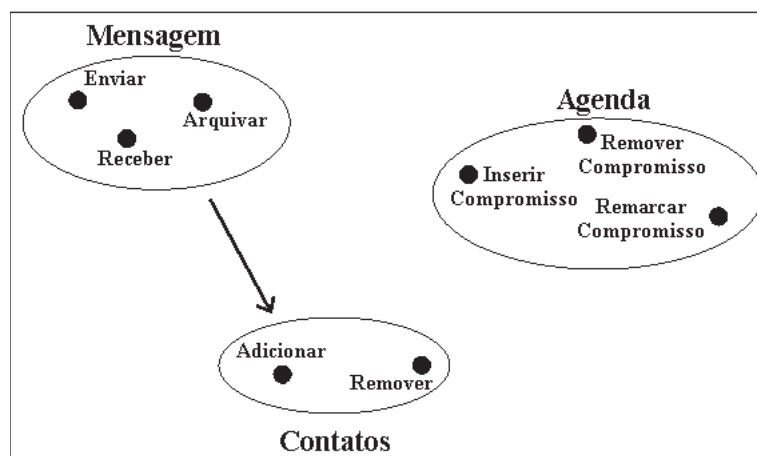 Mensagem
Enviar
Arquivar
Receber
Agenda
Remover
Compromisso
Inserir
Compromisso
Remarcar
Compromisso
Adicionar
Remover
Contatos